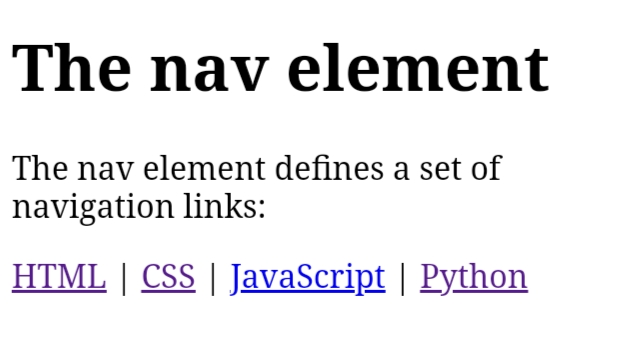 The nav element
The nav element defines a set of
navigation links:
HTML | CSS | JavaScript | Python